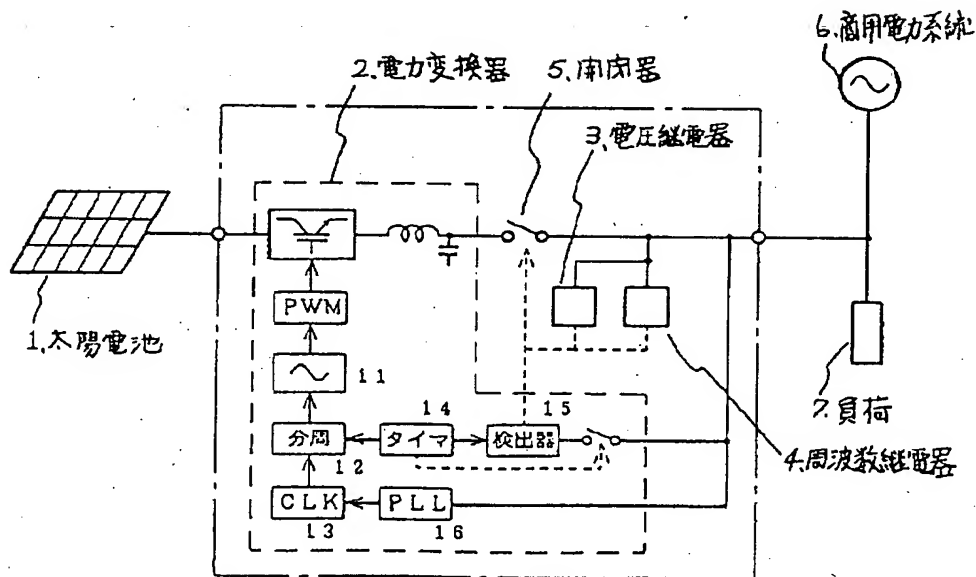 6.商用電力系統
2.電力変換器
5.開閉器
3.電圧継電器
PWM
1.太陽電池
11
14
15
分周
タイマ
検出器
7.負荷
12
4.周波数継電器
CLK
PLL
13
16